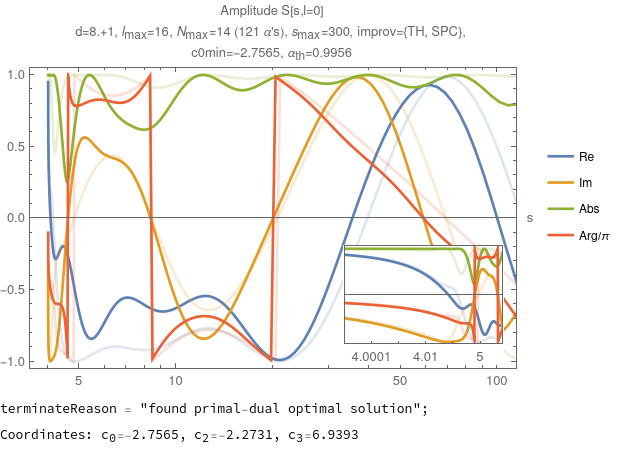 Amplitude S[s,l=0]
d=8.+1, lmax=16, Nmax=14 (121 α's), smax=300, improv={TH, SPC},
c0min=−2.7565, αth=0.9956
1.0
0.5
0.0
−0.5
−1.0
5
10
50
100
s
Re
Im
Abs
Arg/π
4.0001
4.01
5
terminateReason = "found primal-dual optimal solution";
Coordinates: c0=-2.7565, c2=-2.2731, c3=6.9393